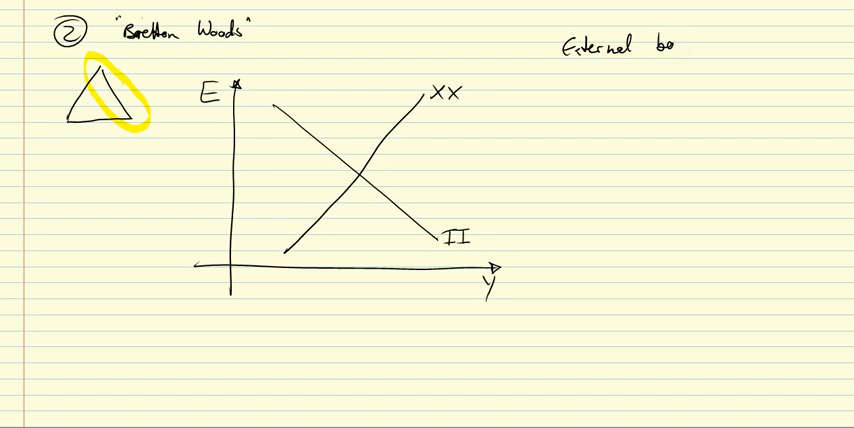 ② "Bretton Woods"
External ba
E
XX
II
Y